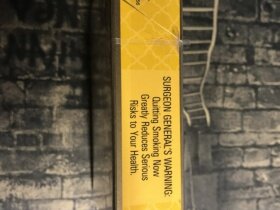 SURGEON GENERAL'S WARNING:
Quitting Smoking Now
Greatly Reduces Serious
Risks to Your Health.